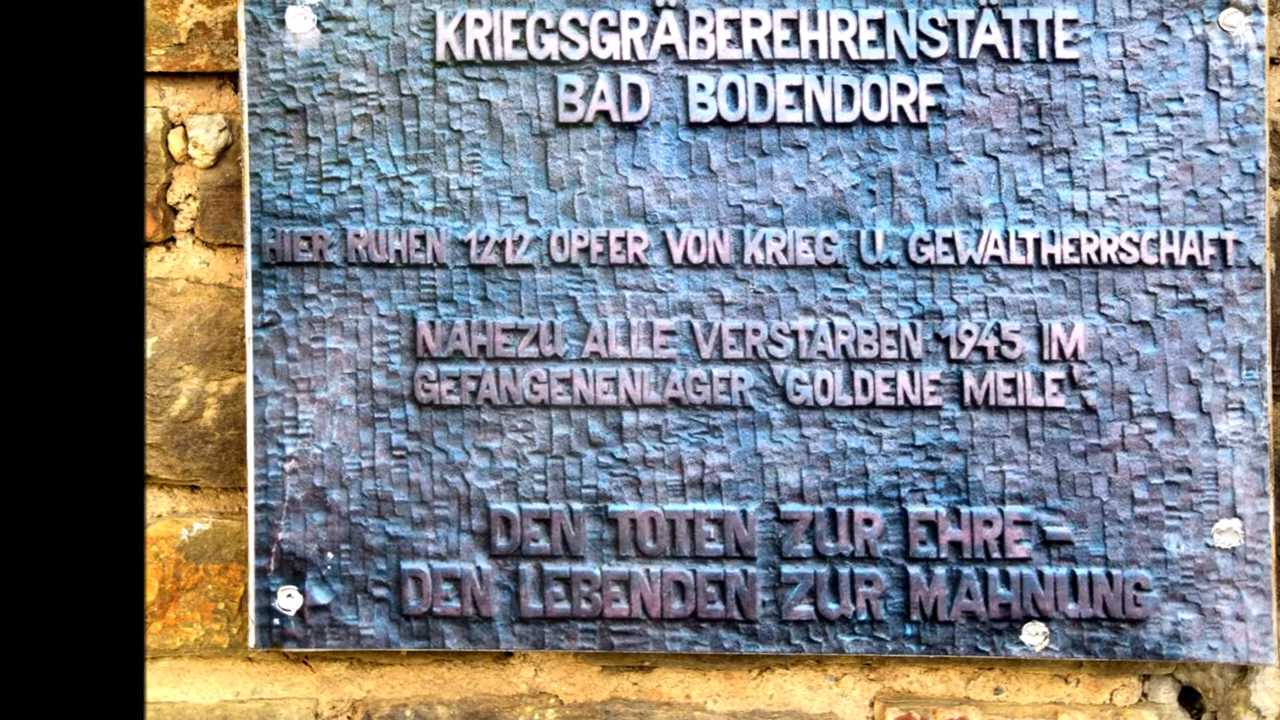 KRIEGSGRÄBEREHRENSTÄTTE
BAD BODENDORF
HIER RUHEN 1212 OPFER VON KRIEG U. GEWALTHERRSCHAFT.
NAHEZU ALLE VERSTARBEN 1945 IM
GEFANGENENLAGER 'GOLDENE MEILE'.
DEN TOTEN ZUR EHRE -
DEN LEBENDEN ZUR MAHNUNG